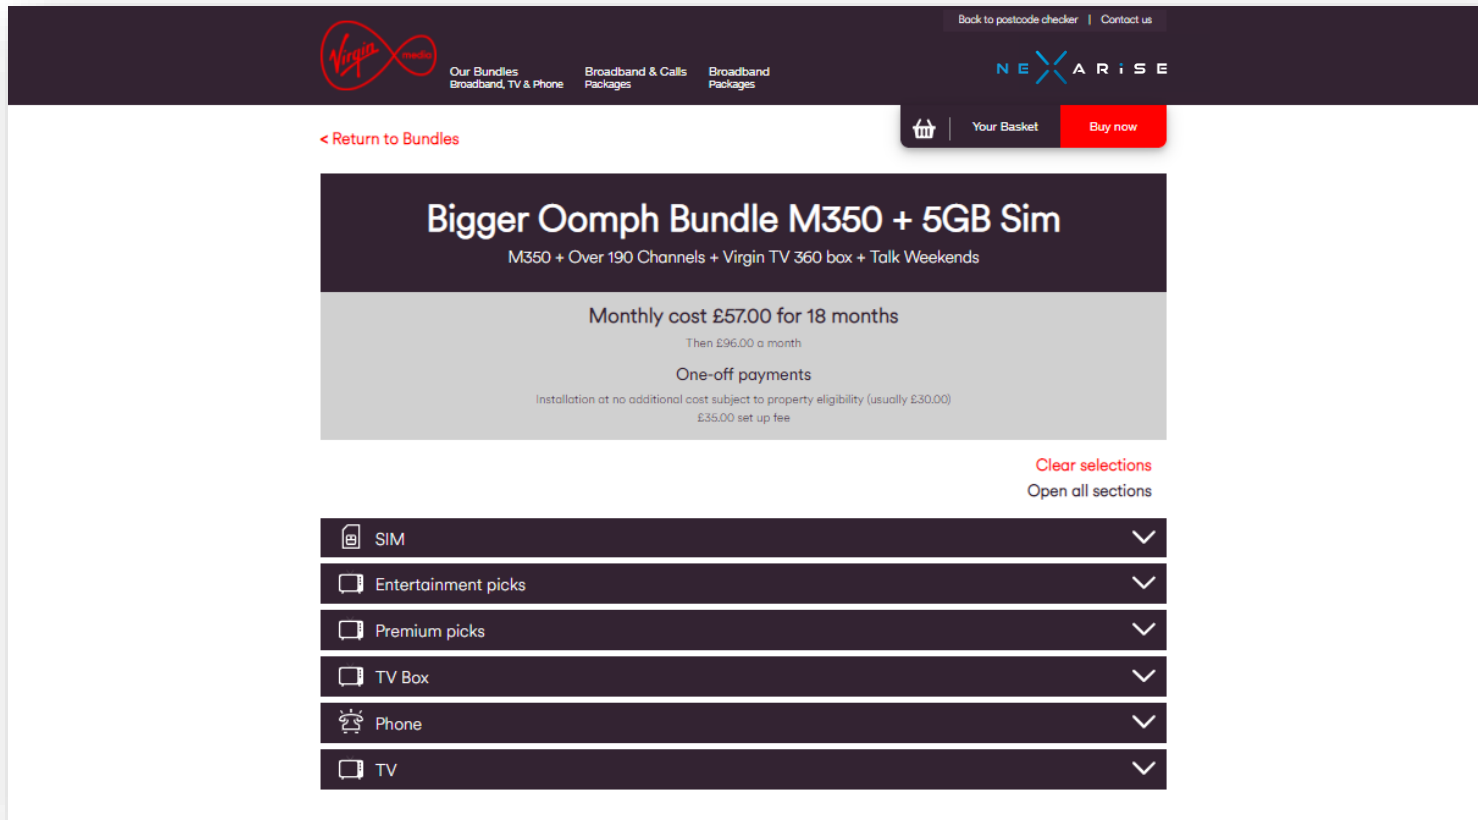 Back to postcode checker | Contact us
Virgin media
NEXARiSE
Our Bundles
Broadband, TV & Phone
Broadband & Calls
Packages
Broadband
Packages
< Return to Bundles
Your Basket
Buy now
Bigger Oomph Bundle M350 + 5GB Sim
M350 + Over 190 Channels + Virgin TV 360 box + Talk Weekends
Monthly cost £57.00 for 18 months
Then £96.00 a month
One-off payments
Installation at no additional cost subject to property eligibility (usually £30.00)
£35.00 set up fee
Clear selections
Open all sections
SIM
Entertainment picks
Premium picks
TV Box
Phone
TV